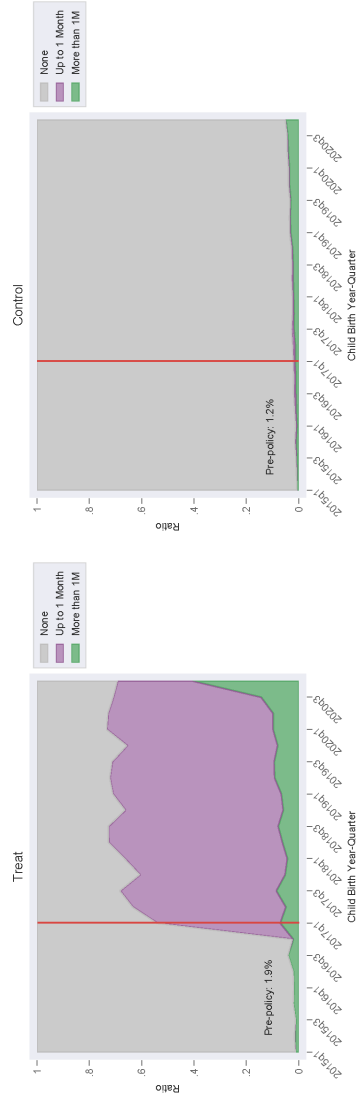 Treat
Ratio
1
.8
.6
.4
.2
0
Pre-policy: 1.9%
2015q1
2015q3
2016q1
2016q3
2017q1
2017q3
2018q1
2018q3
2019q1
2019q3
2020q1
2020q3
Child Birth Year-Quarter
None
Up to 1 Month
More than 1M
Control
Ratio
1
.8
.6
.4
.2
0
Pre-policy: 1.2%
2015q1
2015q3
2016q1
2016q3
2017q1
2017q3
2018q1
2018q3
2019q1
2019q3
2020q1
2020q3
Child Birth Year-Quarter
None
Up to 1 Month
More than 1M